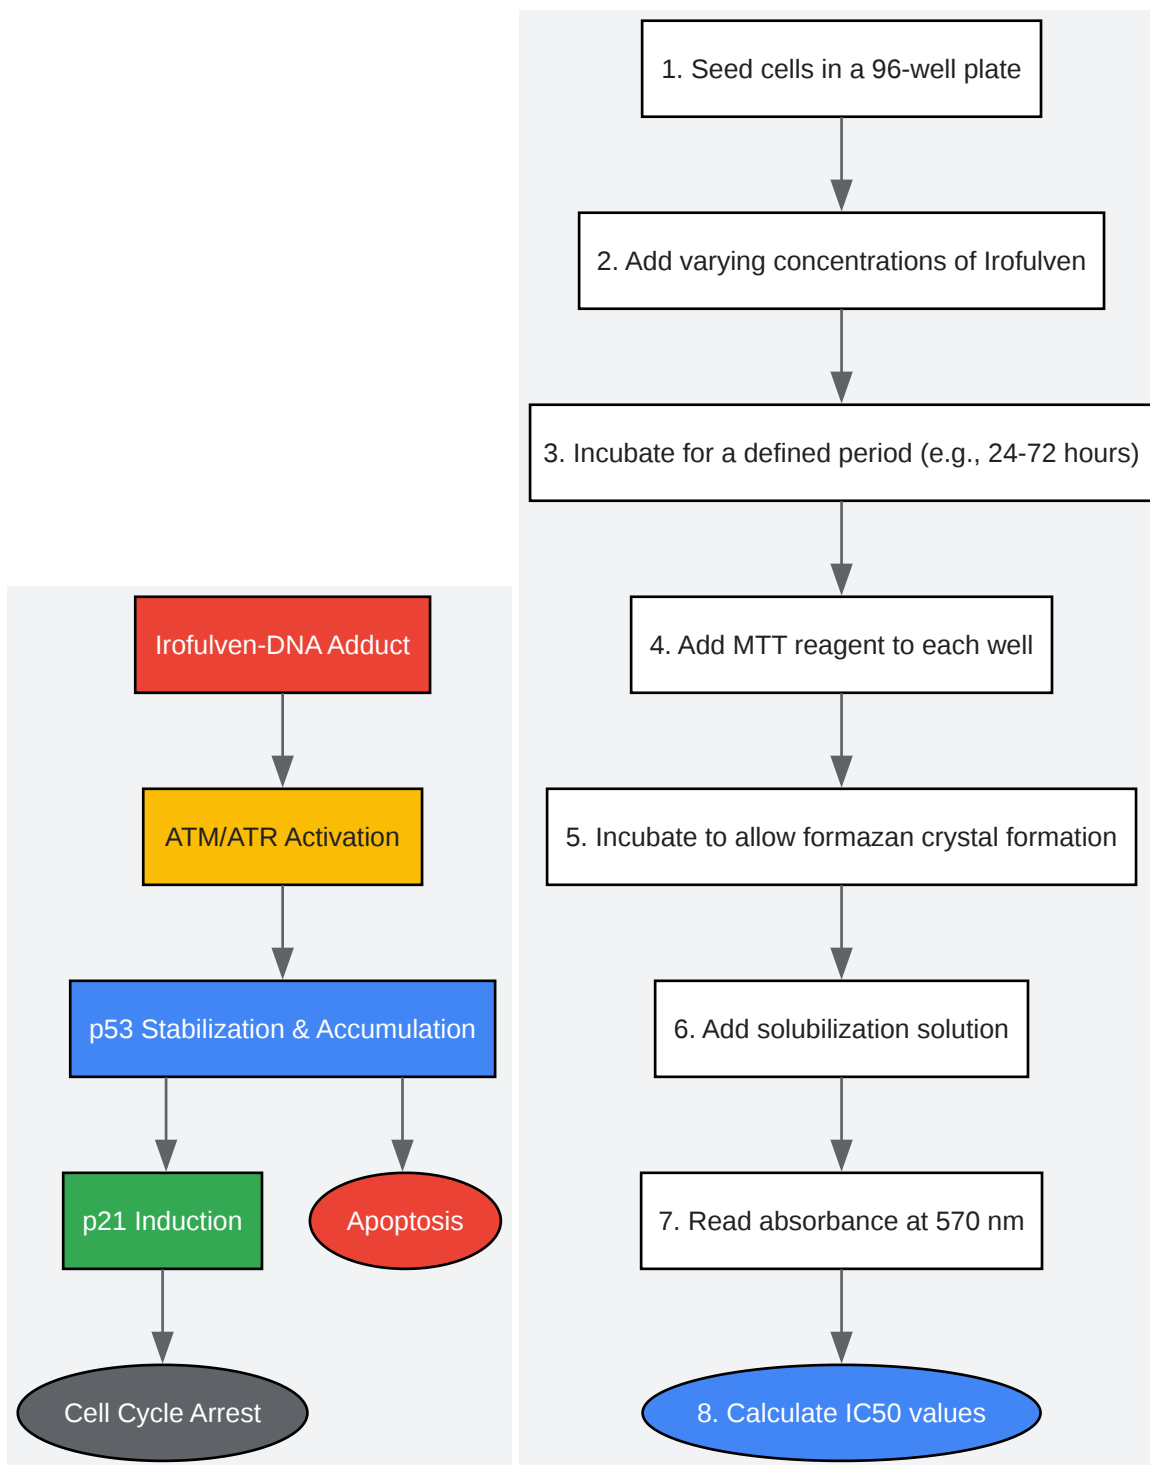 Irofulven-DNA Adduct
ATM/ATR Activation
p53 Stabilization & Accumulation
p21 Induction
Apoptosis
Cell Cycle Arrest
1. Seed cells in a 96-well plate
2. Add varying concentrations of Irofulven
3. Incubate for a defined period (e.g., 24-72 hours)
4. Add MTT reagent to each well
5. Incubate to allow formazan crystal formation
6. Add solubilization solution
7. Read absorbance at 570 nm
8. Calculate IC50 values